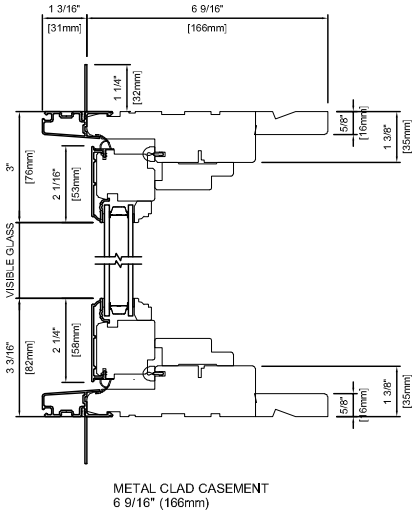 1 3/16"
[31mm]
6 9/16"
[166mm]
1 1/4"
[32mm]
5/8"
[16mm]
1 3/8"
[35mm]
3"
[76mm]
2 1/16"
[53mm]
VISIBLE GLASS
3 3/16"
[82mm]
2 1/4"
[58mm]
5/8"
[16mm]
1 3/8"
[35mm]
METAL CLAD CASEMENT
6 9/16" (166mm)